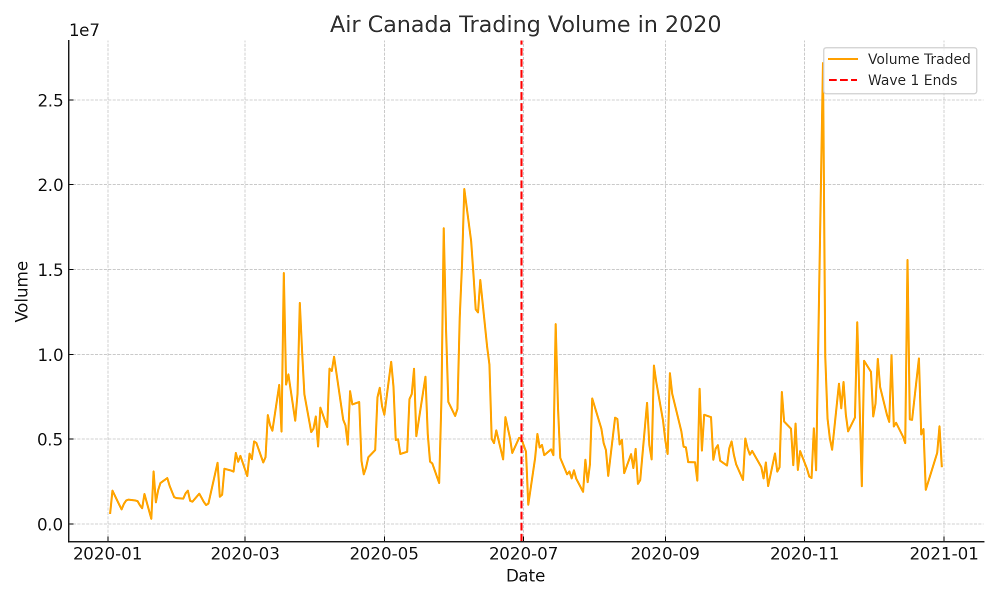 Air Canada Trading Volume in 2020
1e7
Volume Traded
Wave 1 Ends
2.5
2.0
1.5
1.0
0.5
0.0
Volume
2020-01 2020-03 2020-05 2020-07 2020-09 2020-11 2021-01
Date